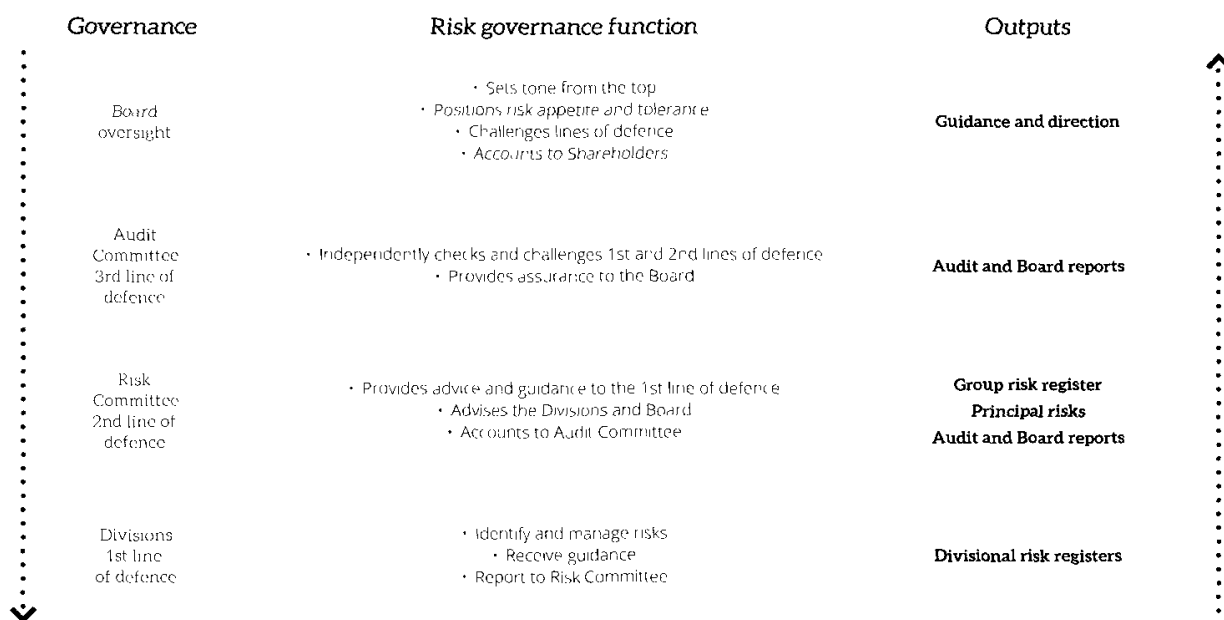 Governance
Risk governance function
Outputs
Board
oversight
• Sets tone from the top
• Positions risk appetite and tolerance
• Challenges lines of defence
• Accounts to Shareholders
Guidance and direction
Audit
Committee
3rd line of
defence
• Independently checks and challenges 1st and 2nd lines of defence
• Provides assurance to the Board
Audit and Board reports
Risk
Committee
2nd line of
defence
• Provides advice and guidance to the 1st line of defence
• Advises the Divisions and Board
• Accounts to Audit Committee
Group risk register
Principal risks
Audit and Board reports
Divisions
1st line
of defence
• Identify and manage risks
• Receive guidance
• Report to Risk Committee
Divisional risk registers